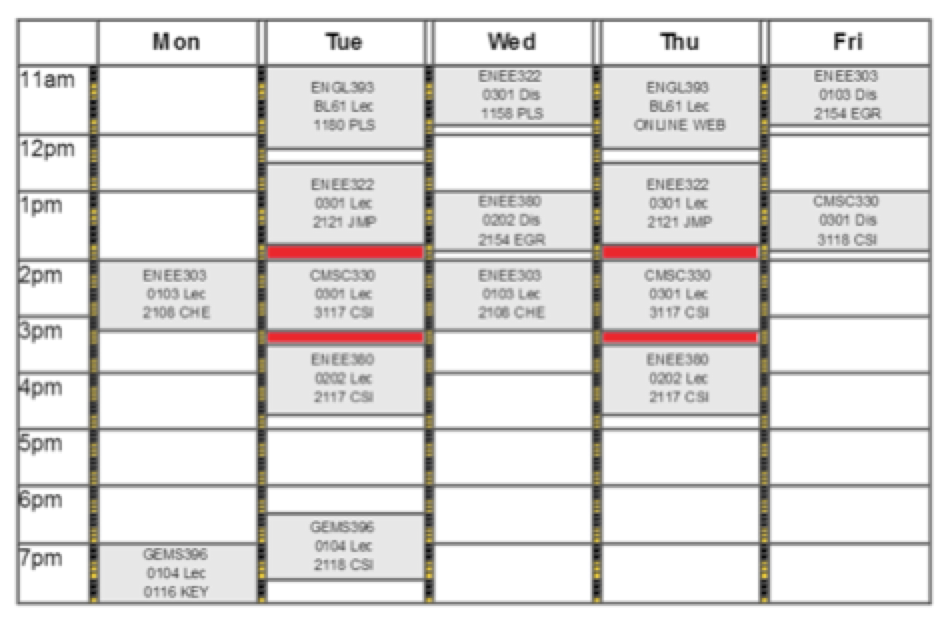 Mon Tue Wed Thu Fri
11am
ENGL393
BL61 Lec
1180 PLS
ENEE322
0301 Dis
1158 PLS
ENGL393
BL61 Lec
ONLINE WEB
ENEE303
0103 Dis
2154 EGR
12pm
ENEE322
0301 Lec
2121 JMP
ENEE322
0301 Lec
2121 JMP
1pm
ENEE380
0202 Dis
2154 EGR
CMSC330
0301 Dis
3118 CSI
2pm
ENEE303
0103 Lec
2108 CHE
CMSC330
0301 Lec
3117 CSI
ENEE303
0103 Lec
2108 CHE
CMSC330
0301 Lec
3117 CSI
3pm
ENEE380
0202 Lec
2117 CSI
ENEE380
0202 Lec
2117 CSI
4pm
5pm
6pm
GEMS396
0104 Lec
2118 CSI
7pm
GEMS396
0104 Lec
0116 KEY